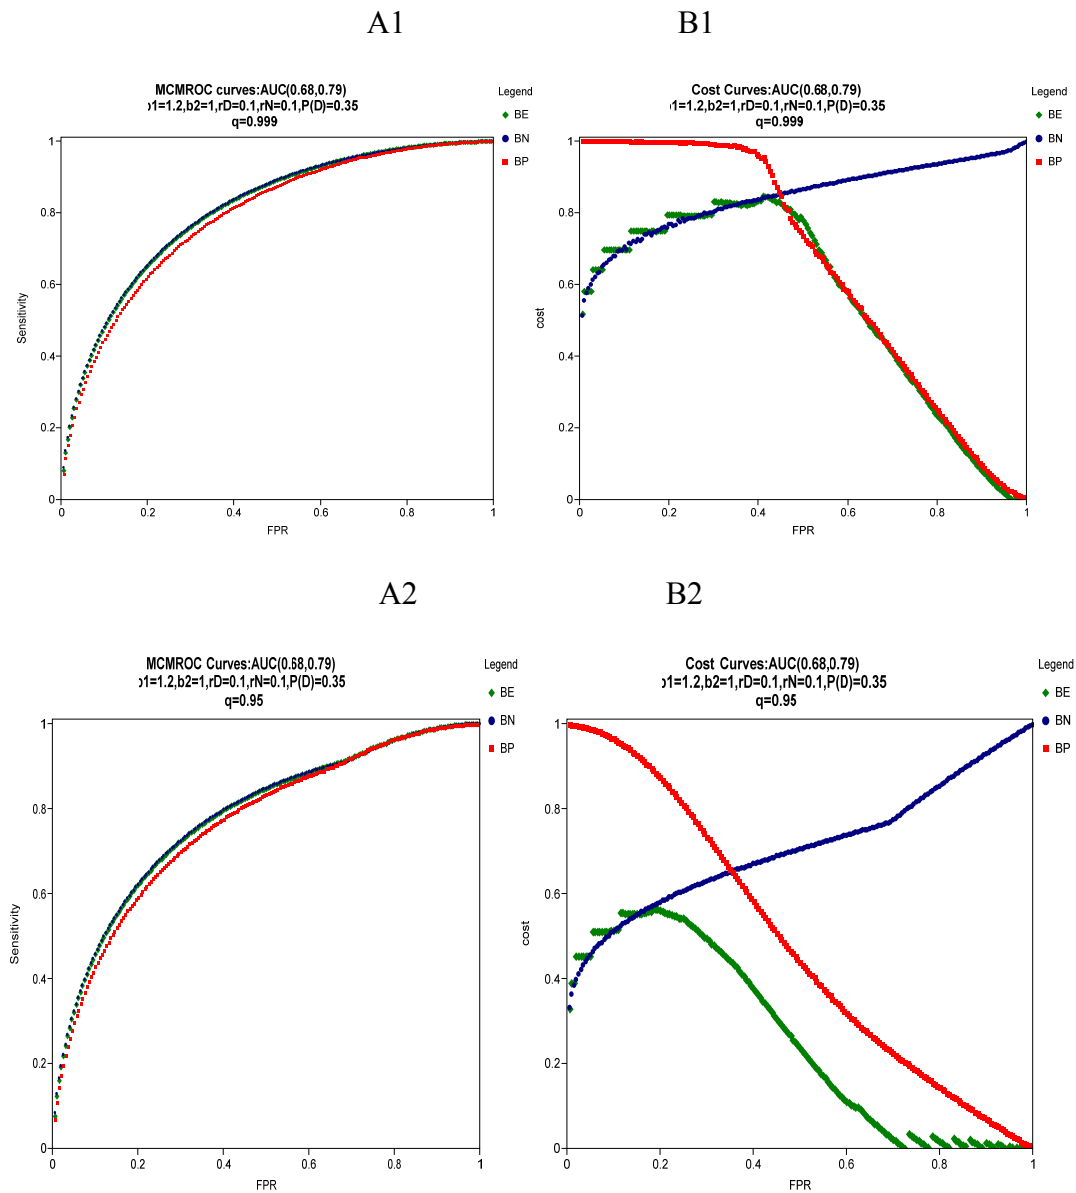 A1 B1
MCMROC curves:AUC(0.68,0.79)
1=1.2,b2=1,rD=0.1,rN=0.1,P(D)=0.35
q=0.999
Legend
BE
BN
BP
1
0.8
0.6
0.4
0.2
0
Sensitivity
0 0.2 0.4 0.6 0.8 1
FPR
Cost Curves:AUC(0.68,0.79)
1=1.2,b2=1,rD=0.1,rN=0.1,P(D)=0.35
q=0.999
Legend
BE
BN
BP
1
0.8
0.6
0.4
0.2
0
cost
0 0.2 0.4 0.6 0.8 1
FPR
A2 B2
MCMROC Curves:AUC(0.68,0.79)
1=1.2,b2=1,rD=0.1,rN=0.1,P(D)=0.35
q=0.95
Legend
BE
BN
BP
1
0.8
0.6
0.4
0.2
0
Sensitivity
0 0.2 0.4 0.6 0.8 1
FPR
Cost Curves:AUC(0.68,0.79)
1=1.2,b2=1,rD=0.1,rN=0.1,P(D)=0.35
q=0.95
Legend
BE
BN
BP
1
0.8
0.6
0.4
0.2
0
cost
0 0.2 0.4 0.6 0.8 1
FPR